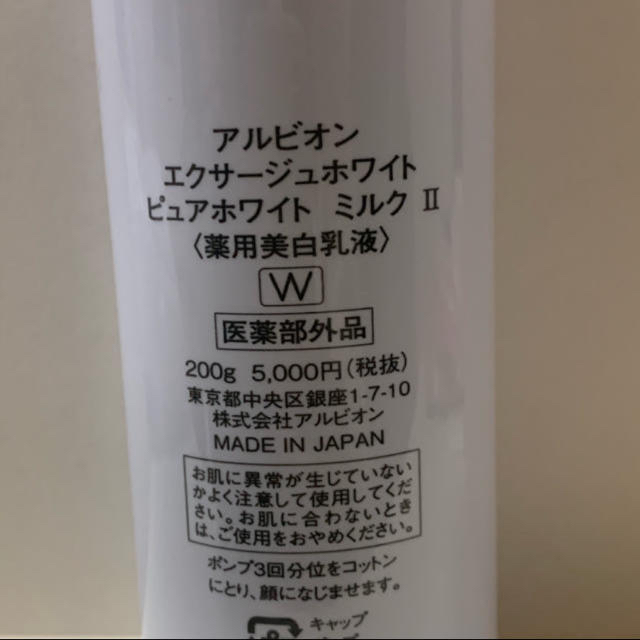 アルビオン
エクサージュホワイト
ピュアホワイト ミルク Ⅱ
〈薬用美白乳液〉
W
医薬部外品
200g 5,000円(税抜)
東京都中央区銀座1-7-10
株式会社アルビオン
MADE IN JAPAN
お肌に異常が生じていない
かよく注意して使用してくだ
さい。お肌に合わないとき
は、ご使用をおやめください。
ポンプ3回分位をコットン
にとり、顔になじませます。
キャップ